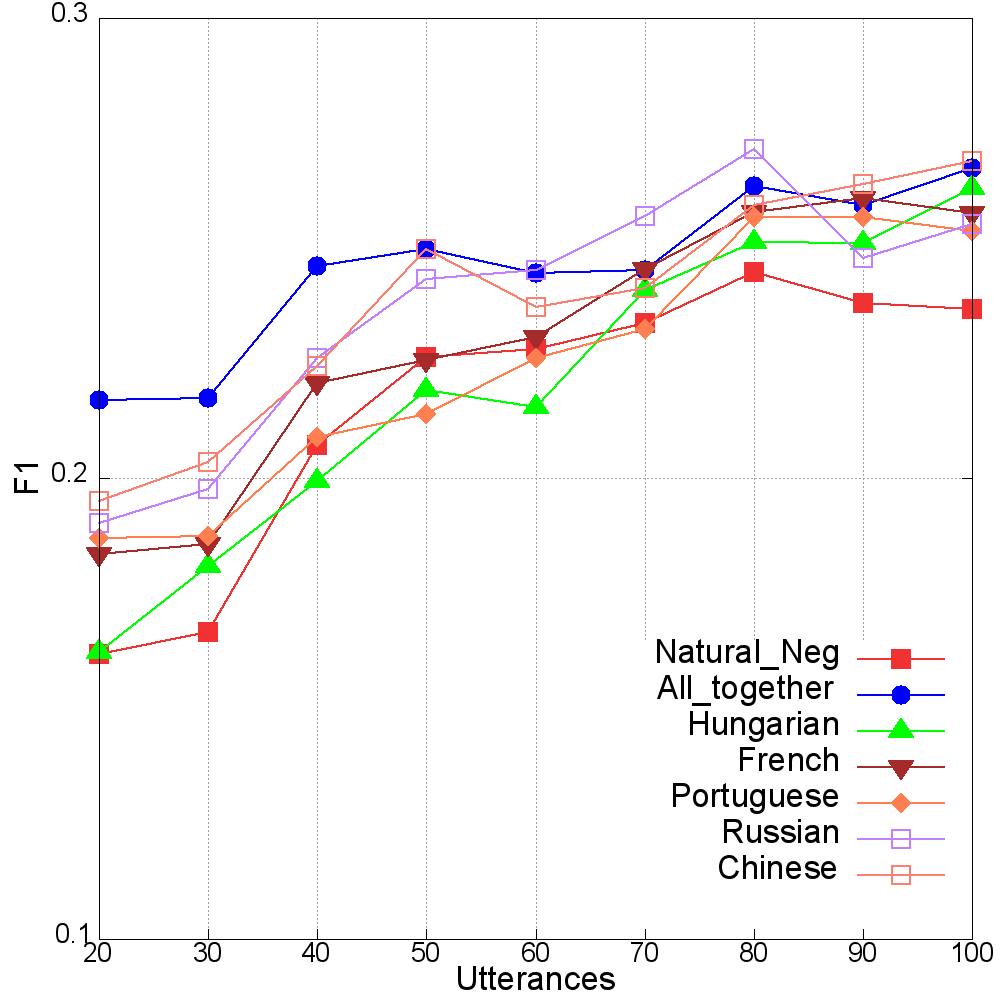 0.3
0.2
0.1
F1
Natural_Neg
All_together
Hungarian
French
Portuguese
Russian
Chinese
20 30 40 50 60 70 80 90 100
Utterances